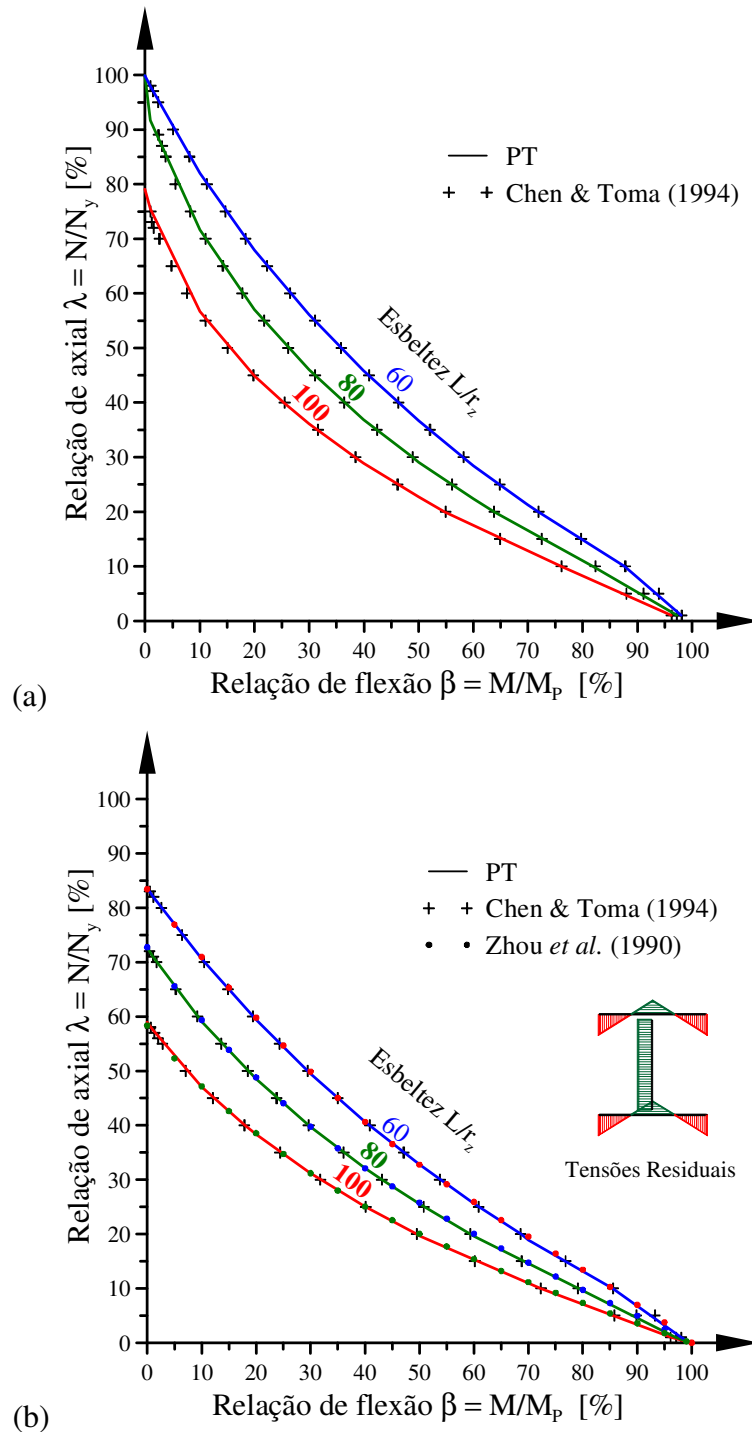 100
90
80
70
60
50
40
30
20
10
0
Relação de axial λ = N/Ny [%]
PT
Chen & Toma (1994)
Esbeltez L/rz
60
80
100
0 10 20 30 40 50 60 70 80 90 100
Relação de flexão β = M/MP [%]
(a)
100
90
80
70
60
50
40
30
20
10
0
Relação de axial λ = N/Ny [%]
PT
Chen & Toma (1994)
Zhou et al. (1990)
Esbeltez L/rz
60
80
100
Tensões Residuais
0 10 20 30 40 50 60 70 80 90 100
Relação de flexão β = M/MP [%]
(b)